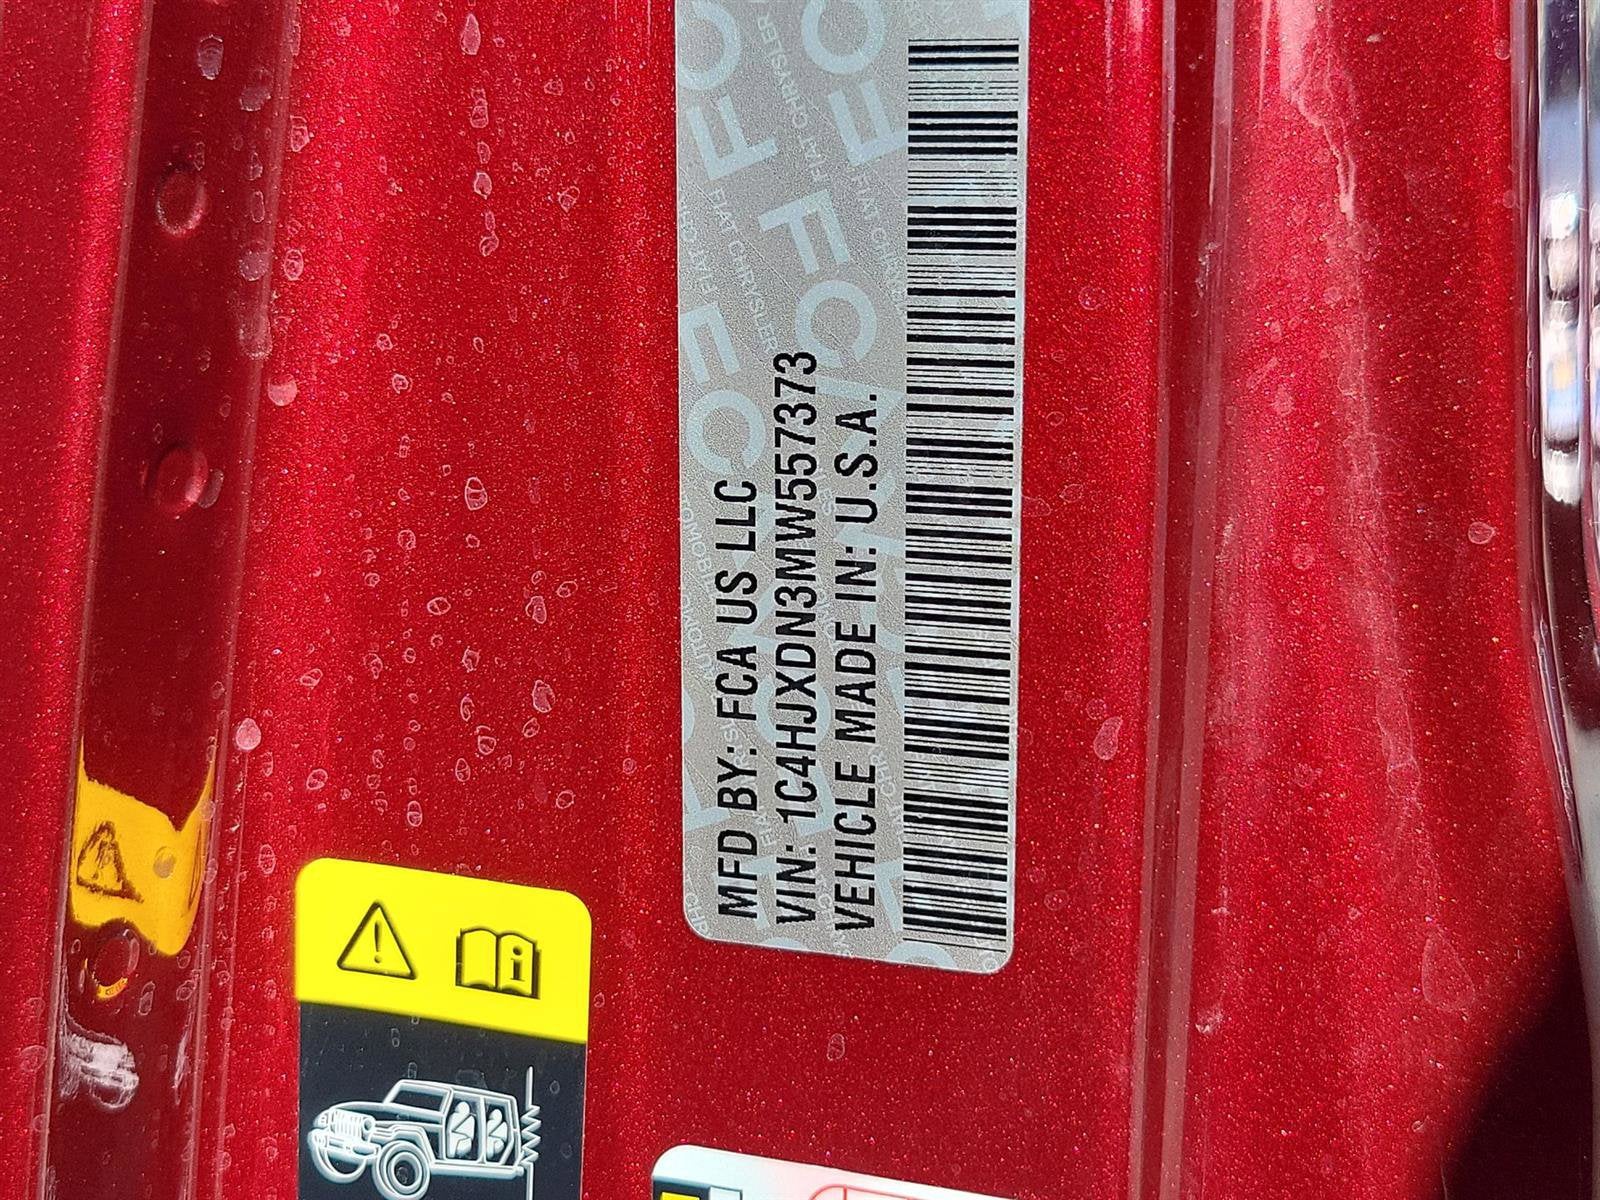 MFD BY: FCA US LLC
VIN: 1C4HJXDN3MW557373
VEHICLE MADE IN: U.S.A.